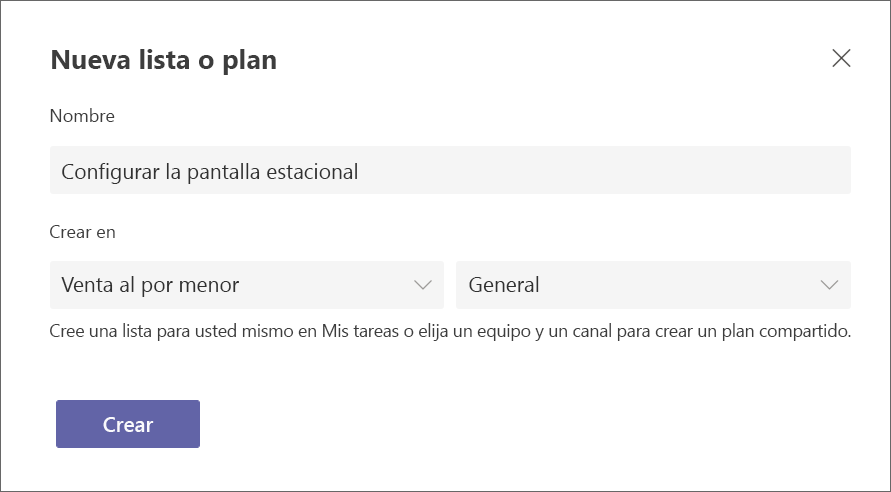 Nueva lista o plan
Nombre
Configurar la pantalla estacional
Crear en
Venta al por menor
General
Cree una lista para usted mismo en Mis tareas o elija un equipo y un canal para crear un plan compartido.
Crear